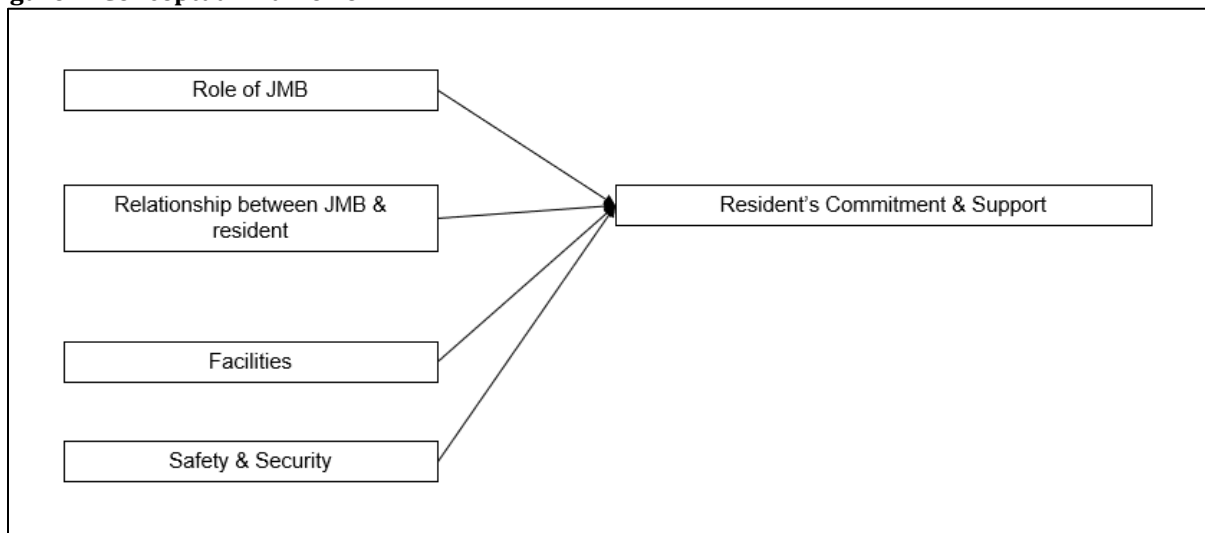 Role of JMB
Relationship between JMB &
resident
Resident's Commitment & Support
Facilities
Safety & Security